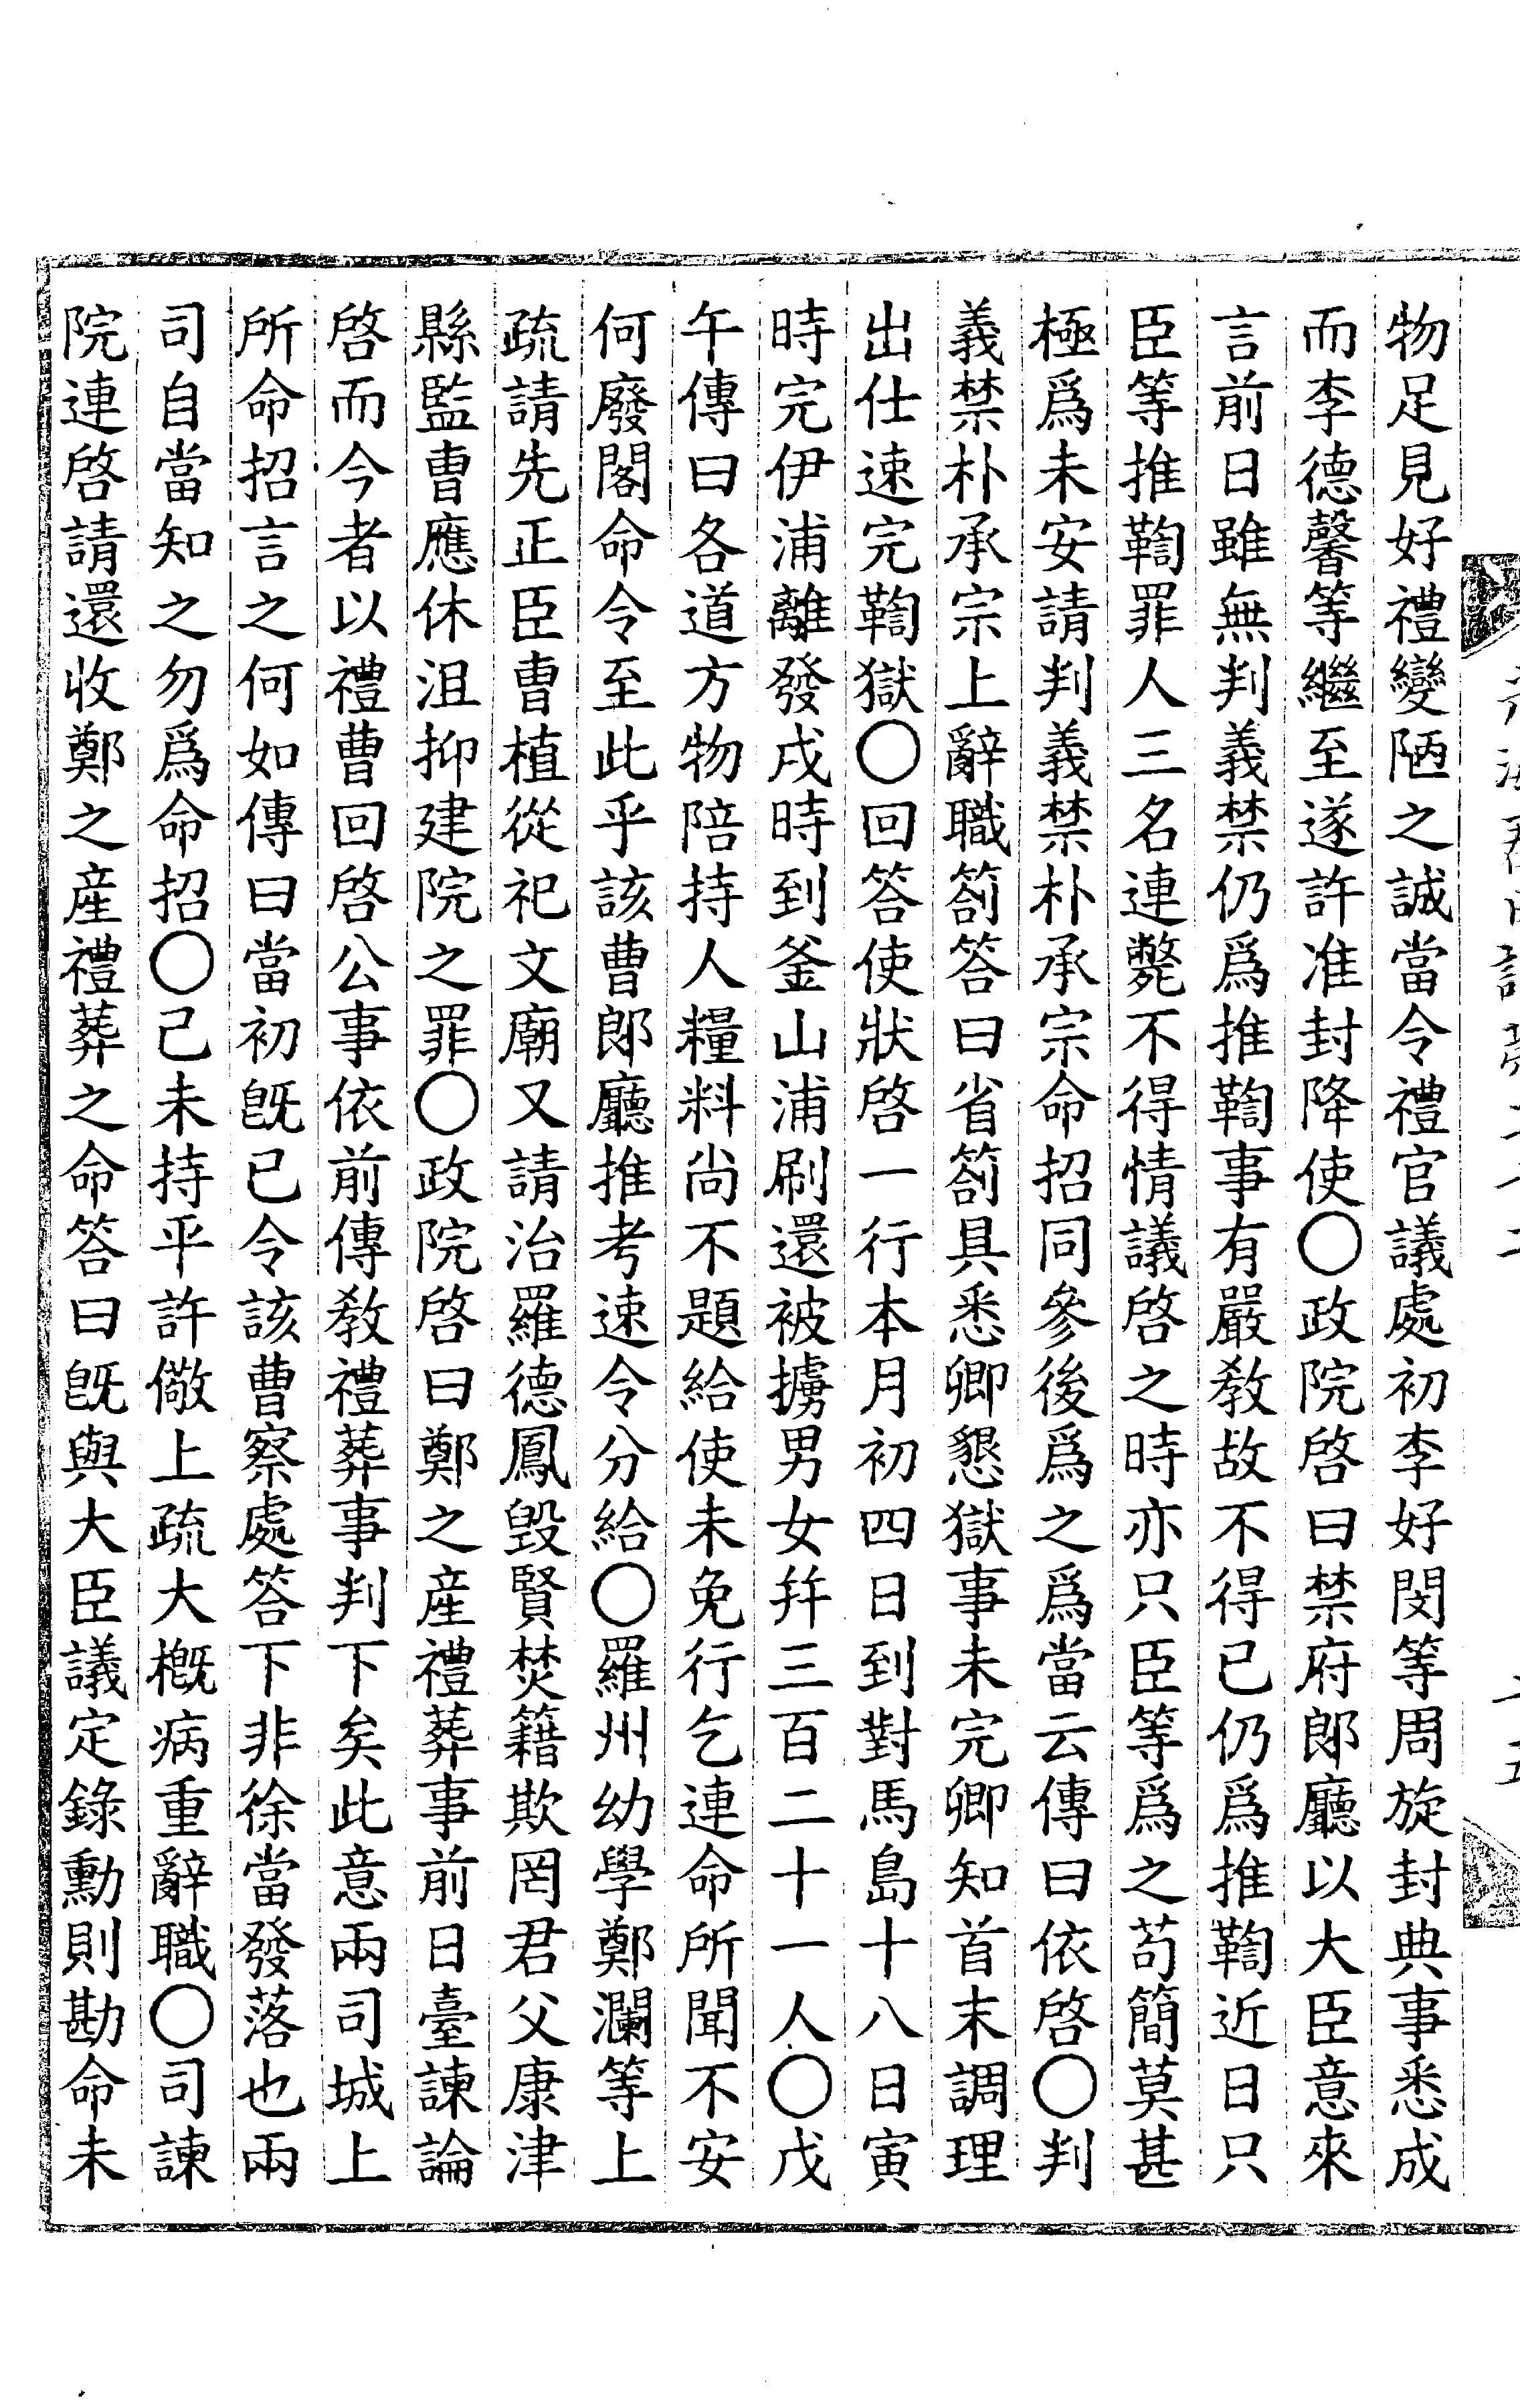 物足見好禮變陋之誠當令禮官議處初李好閔等周旋封典事悉成
而李德馨等繼至遂許准封降使○政院啓曰禁府郞廳以大臣意來
言前日雖無判義禁仍爲推鞫事有嚴敎故不得已仍爲推鞫近日只
臣等推鞫罪人三名連斃不得情議啓之時亦只臣等爲之苟簡莫甚
極爲未安請判義禁朴承宗命招同參後爲之爲當云傳曰依啓○判
義禁朴承宗上辭職箚答曰省箚具悉卿懇獄事未完卿知首末調理
出仕速完鞫獄○回答使狀啓一行本月初四日到對馬島十八日寅
時完伊浦離發戌時到釜山浦刷還被擄男女幷三百二十一人○戊
午傳曰各道方物陪持人糧料尙不題給使未免行乞連命所聞不安
何廢閣命令至此乎該曹郞廳推考速令分給○羅州幼學鄭瀾等上
疏請先正臣曺植從祀文廟又請治羅德鳳毁賢焚籍欺罔君父康津
縣監曺應休沮抑建院之罪○政院啓曰鄭之產禮葬事前日臺諫論
啓而今者以禮曹回啓公事依前傳敎禮葬事判下矣此意兩司城上
所命招言之何如傳曰當初旣已令該曹察處答下非徐當發落也兩
司自當知之勿爲命招○己未持平許儆上疏大槪病重辭職○司諫
院連啓請還收鄭之產禮葬之命答曰旣與大臣議定錄勳則勘命未